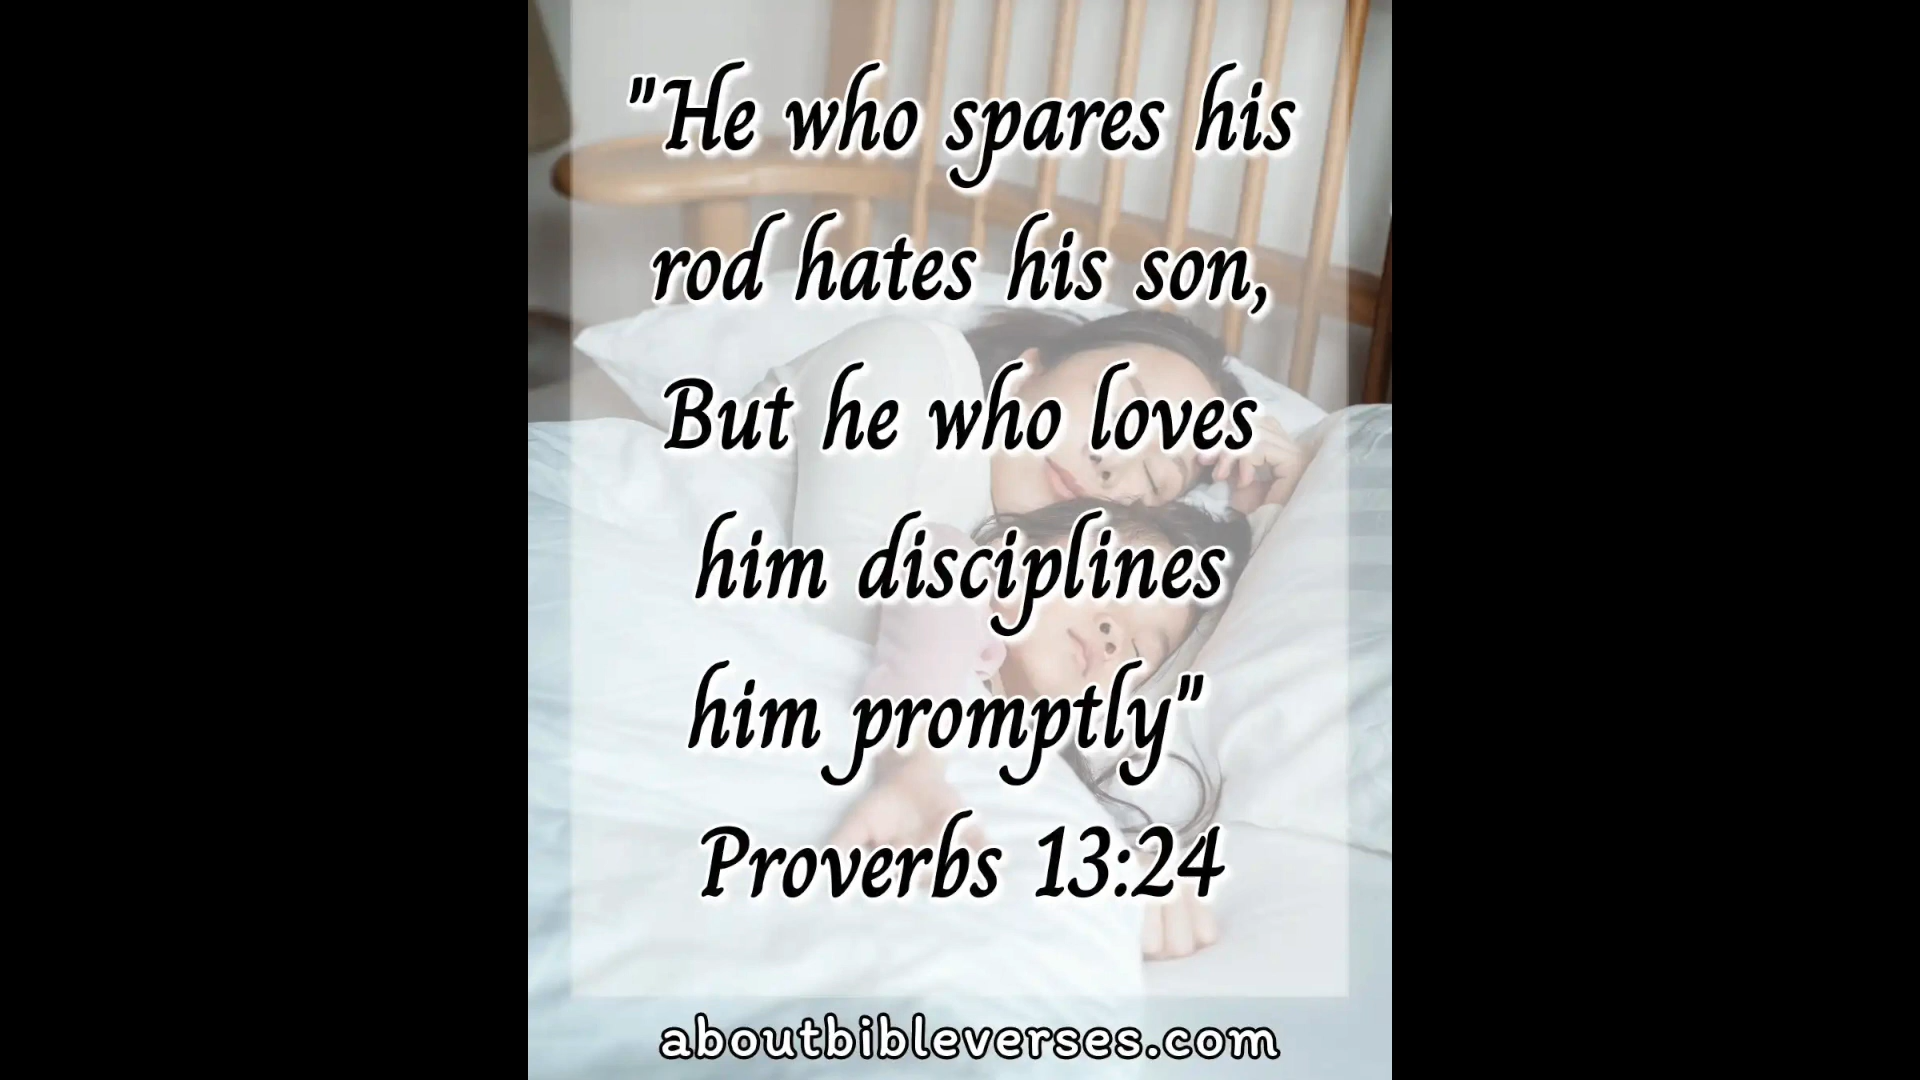 "He who spares his
rod hates his son,
But he who loves
him disciplines
him promptly"
Proverbs 13:24
aboutbibleverses.com